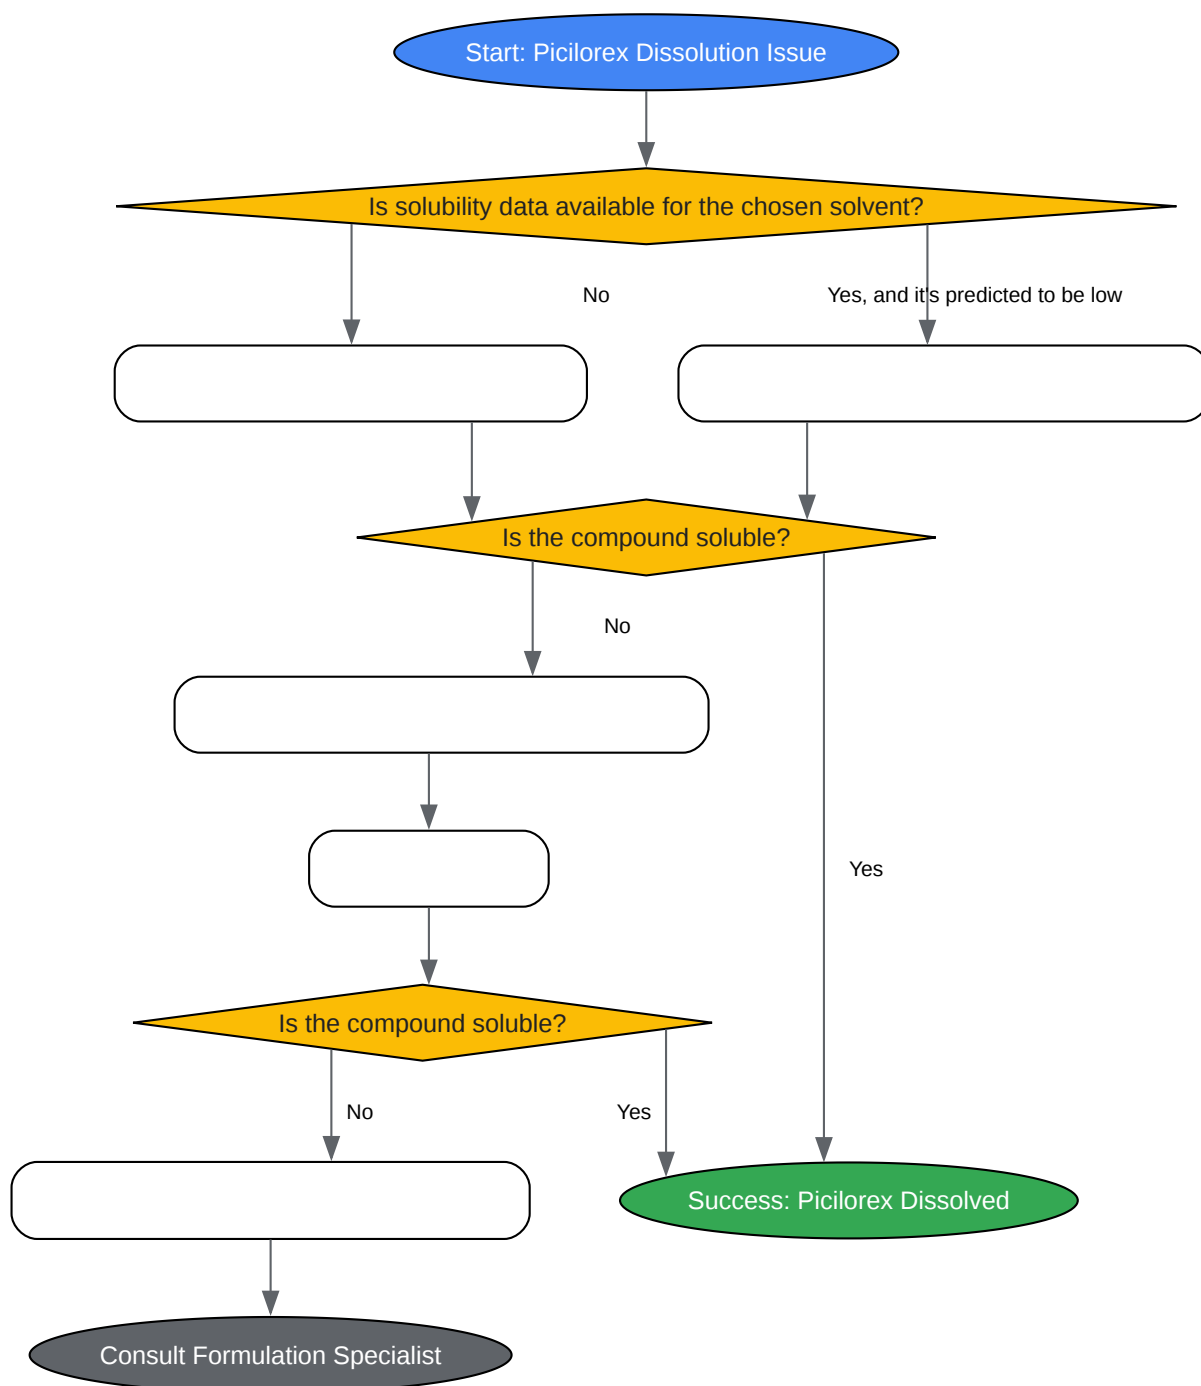 Start: Picilorex Dissolution Issue
Is solubility data available for the chosen solvent?
No
Yes, and it's predicted to be low
Is the compound soluble?
No
Yes
Is the compound soluble?
No
Yes
Success: Picilorex Dissolved
Consult Formulation Specialist